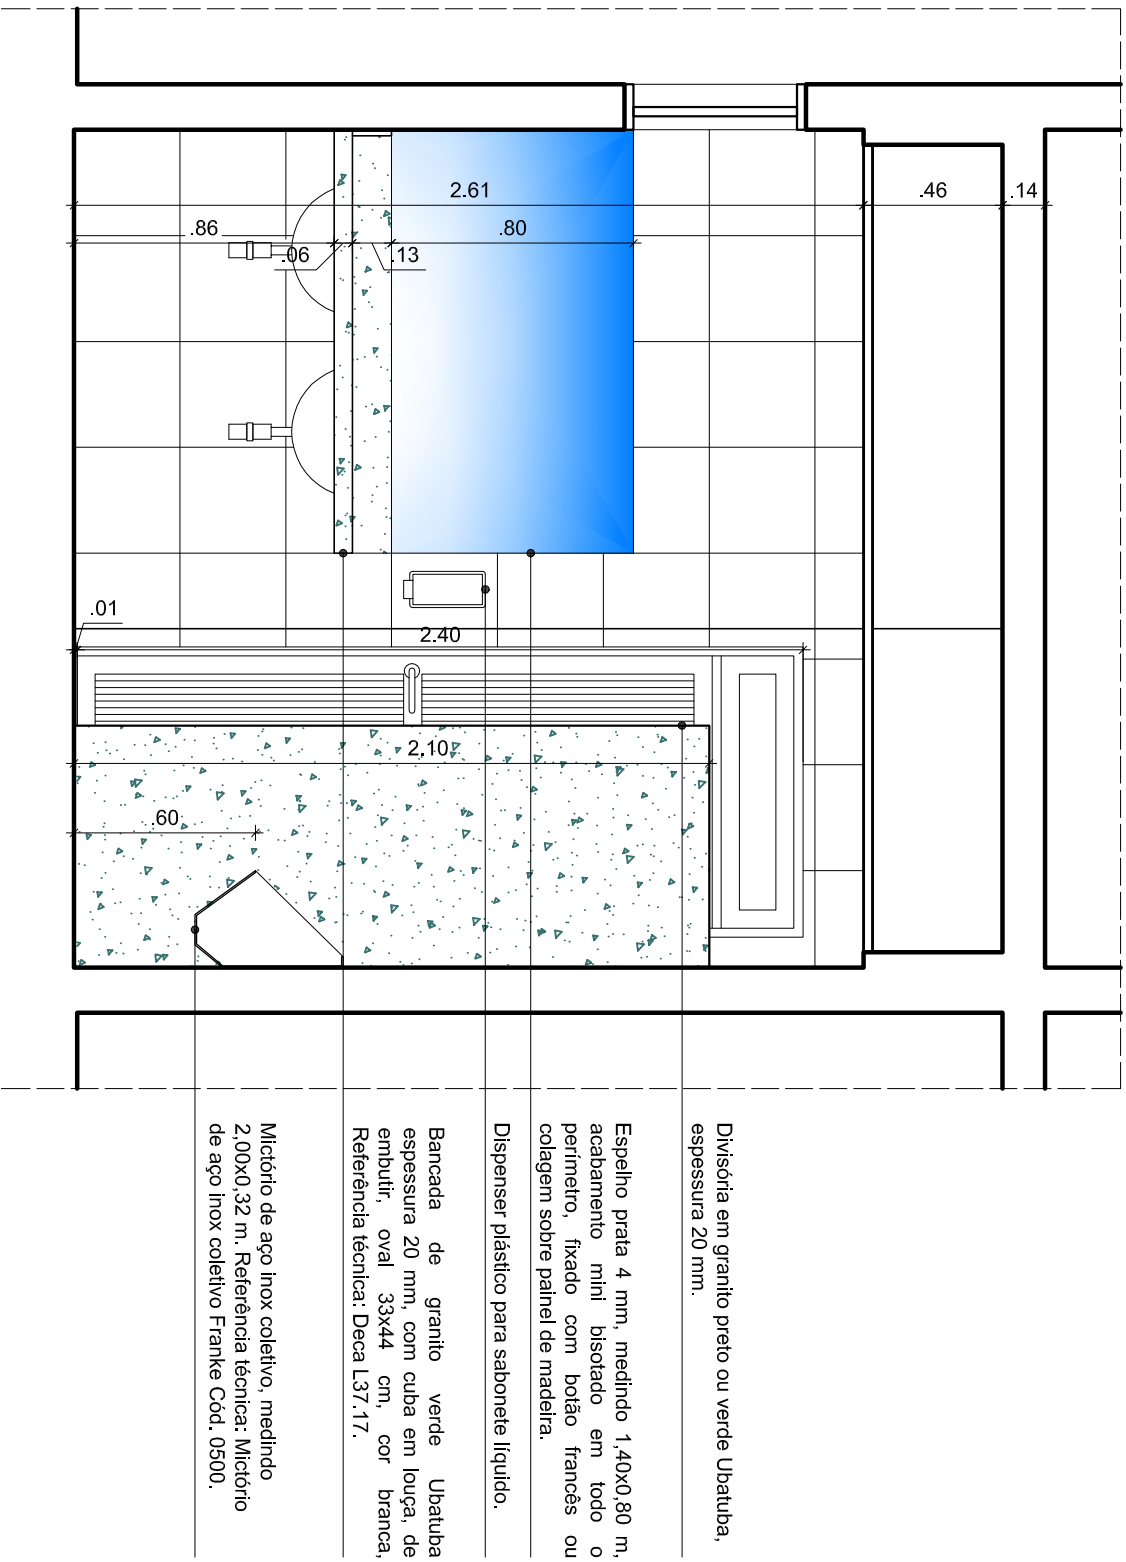 2.61
.46
.14
.86
.80
.06
.13
.01
2.40
2.10
.60
Divisória em granito preto ou verde Ubatuba,
espessura 20 mm.
Espelho prata 4 mm, medindo 1,40x0,80 m,
acabamento mini bisotado em todo o
perímetro, fixado com botão francês ou
colagem sobre painel de madeira.
Dispenser plástico para sabonete líquido.
Bancada de granito verde Ubatuba
espessura 20 mm, com cuba em louça, de
embutir, oval 33x44 cm, cor branca,
Referência técnica: Deca L37.17.
Mictório de aço inox coletivo, medindo
2,00x0,32 m. Referência técnica: Mictório
de aço inox coletivo Franke Cód. 0500.